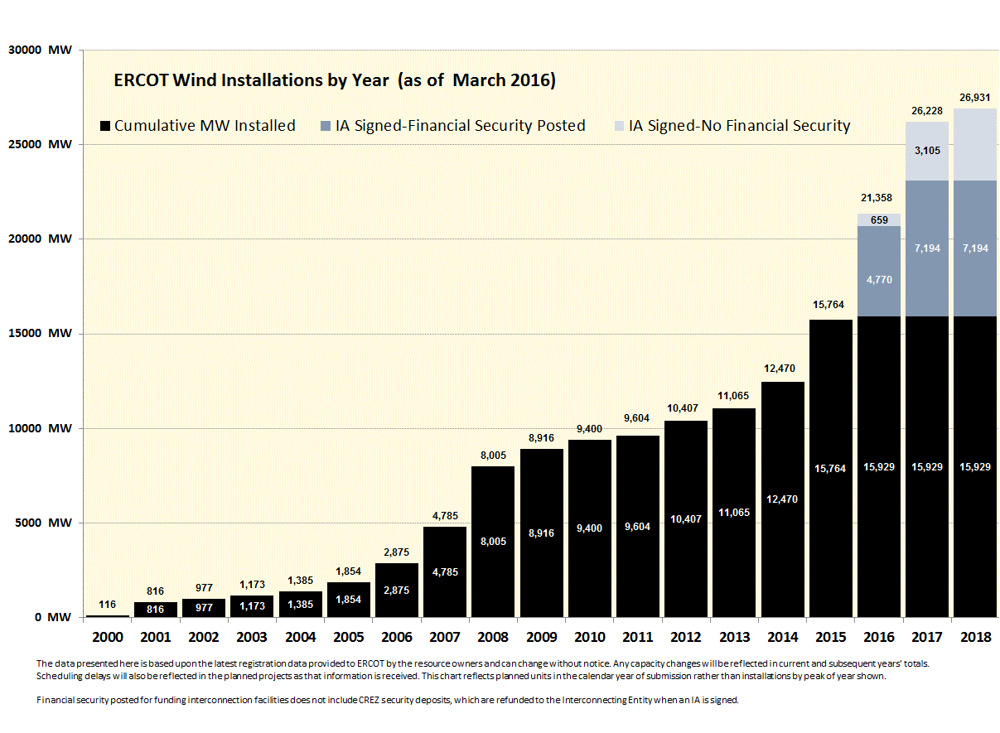 30000 MW
ERCOT Wind Installations by Year (as of March 2016)
26,931
26,228
Cumulative MW Installed IA Signed-Financial Security Posted IA Signed-No Financial Security
25000 MW
3,105
21,358
659
20000 MW
7,194 7,194
4,770
15,764
15000 MW
12,470
11,065
10,407
9,604
10000 MW
9,400
8,916
8,005
15,764 15,929 15,929 15,929
12,470
11,065
10,407
9,604
9,400
8,916
8,005
5000 MW
4,785
4,785
2,875
2,875
1,854
1,854
1,385
1,385
1,173
1,173
977
977
816
816
116
0 MW
2000 2001 2002 2003 2004 2005 2006 2007 2008 2009 2010 2011 2012 2013 2014 2015 2016 2017 2018
The data presented here is based upon the latest registration data provided to ERCOT by the resource owners and can change without notice. Any capacity changes will be reflected in current and subsequent years' totals.
Scheduling delays will also be reflected in the planned projects as that information is received. This chart reflects planned units in the calendar year of submission rather than installations by peak of year shown.
Financial security posted for funding interconnection facilities does not include CREZ security deposits, which are refunded to the Interconnecting Entity when an IA is signed.